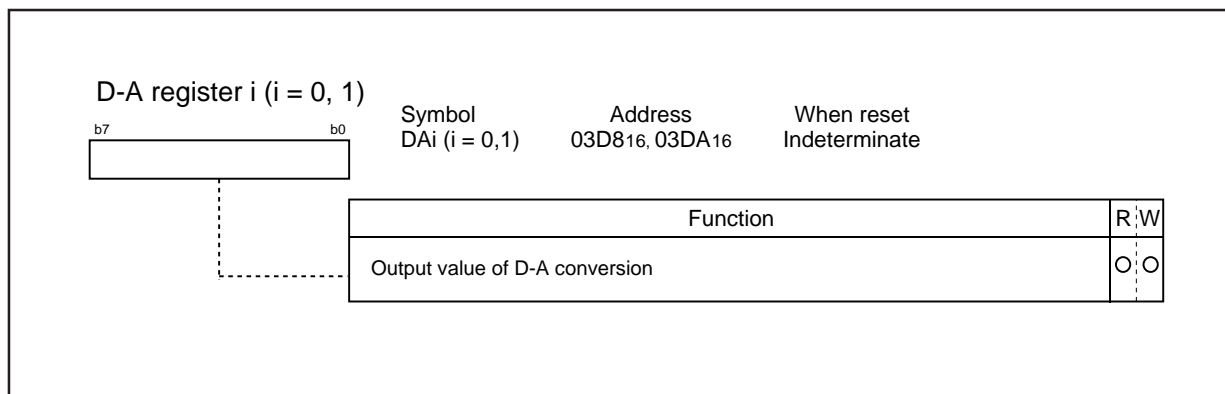 D-A register i (i = 0, 1)
b7 b0
Symbol Address When reset
DAi (i = 0,1) 03D816, 03DA16 Indeterminate
Function R W
Output value of D-A conversion O O